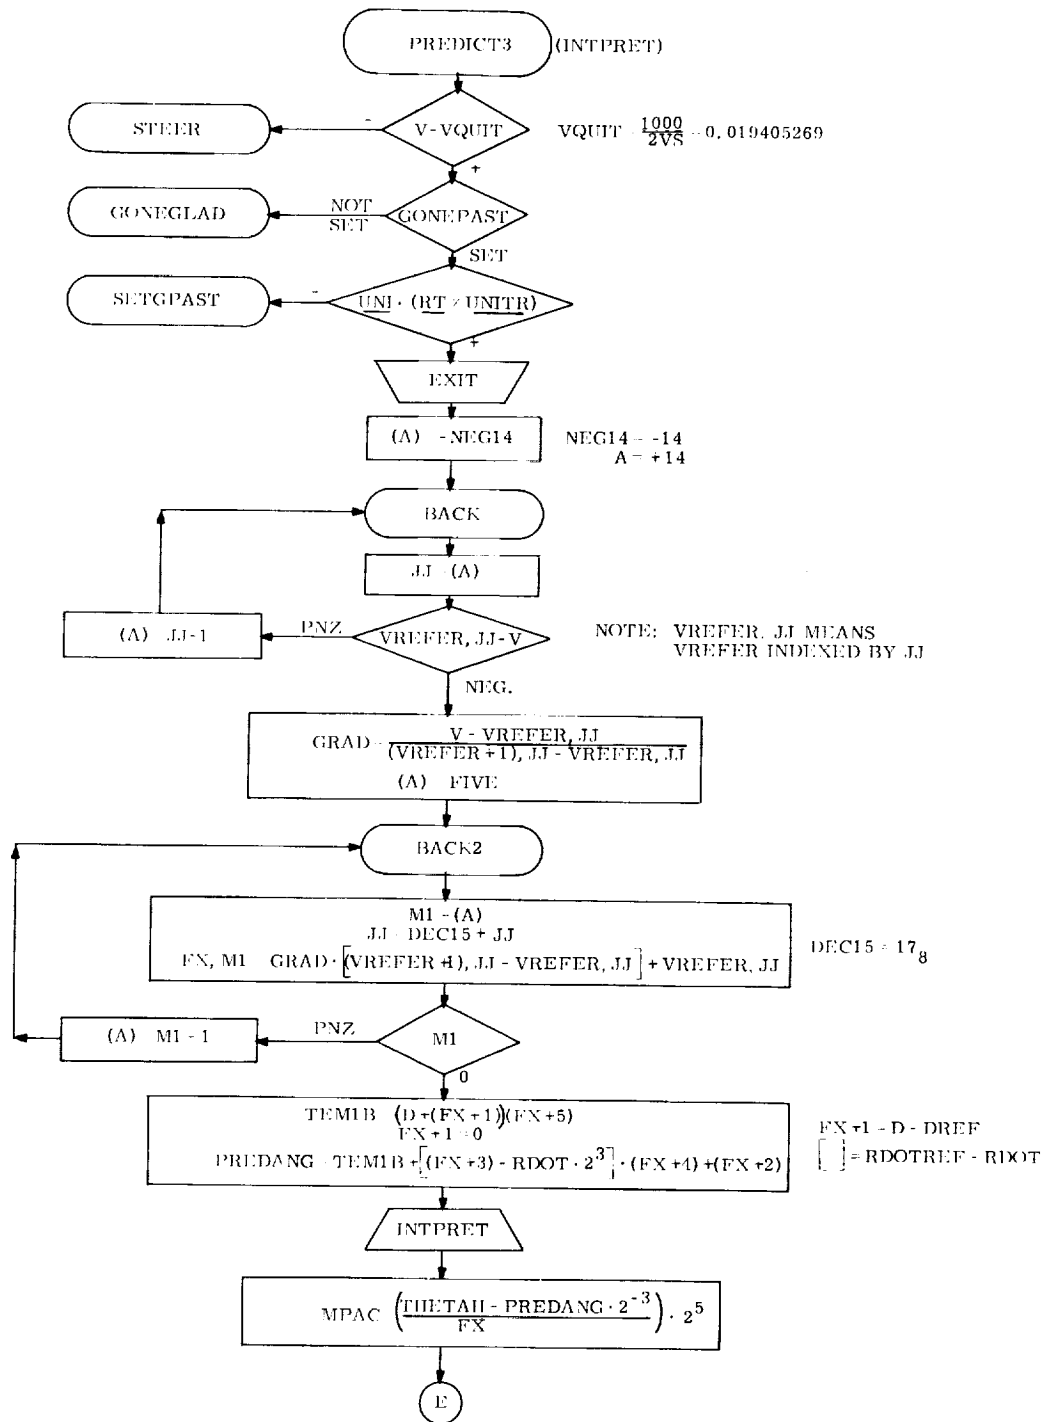 PREDICT3 (INTPRET)
STEER - V-VQUIT VQUIT = 1000 / 2VS = 0.019405269
+
GONEGLAD NOT SET GONEPAST
SET
SETGPAST - UNI · (RT × UNITR)
+
EXIT
(A) - NEG14 NEG14 = -14
A = +14
BACK
JJ - (A)
(A) JJ-1 PNZ VREFER, JJ-V NOTE: VREFER, JJ MEANS
VREFER INDEXED BY JJ
NEG.
GRAD = V - VREFER, JJ / (VREFER+1), JJ - VREFER, JJ
(A) FIVE
BACK2
M1 - (A)
JJ DEC15 + JJ
FX, M1 GRAD · [(VREFER+1), JJ - VREFER, JJ] + VREFER, JJ DEC15 = 17₈
(A) M1 - 1 PNZ M1
0
TEM1B (D+(FX+1))(FX+5)
FX+1=0 FX+1 - D - DREF
PREDANG TEM1B + [(FX+3) - RDOT · 2³] · (FX+4) + (FX+2) [ ] = RDOTREF - RDOT
INTPRET
MPAC (THETAH - PREDANG · 2⁻³ / FX) · 2⁵
E